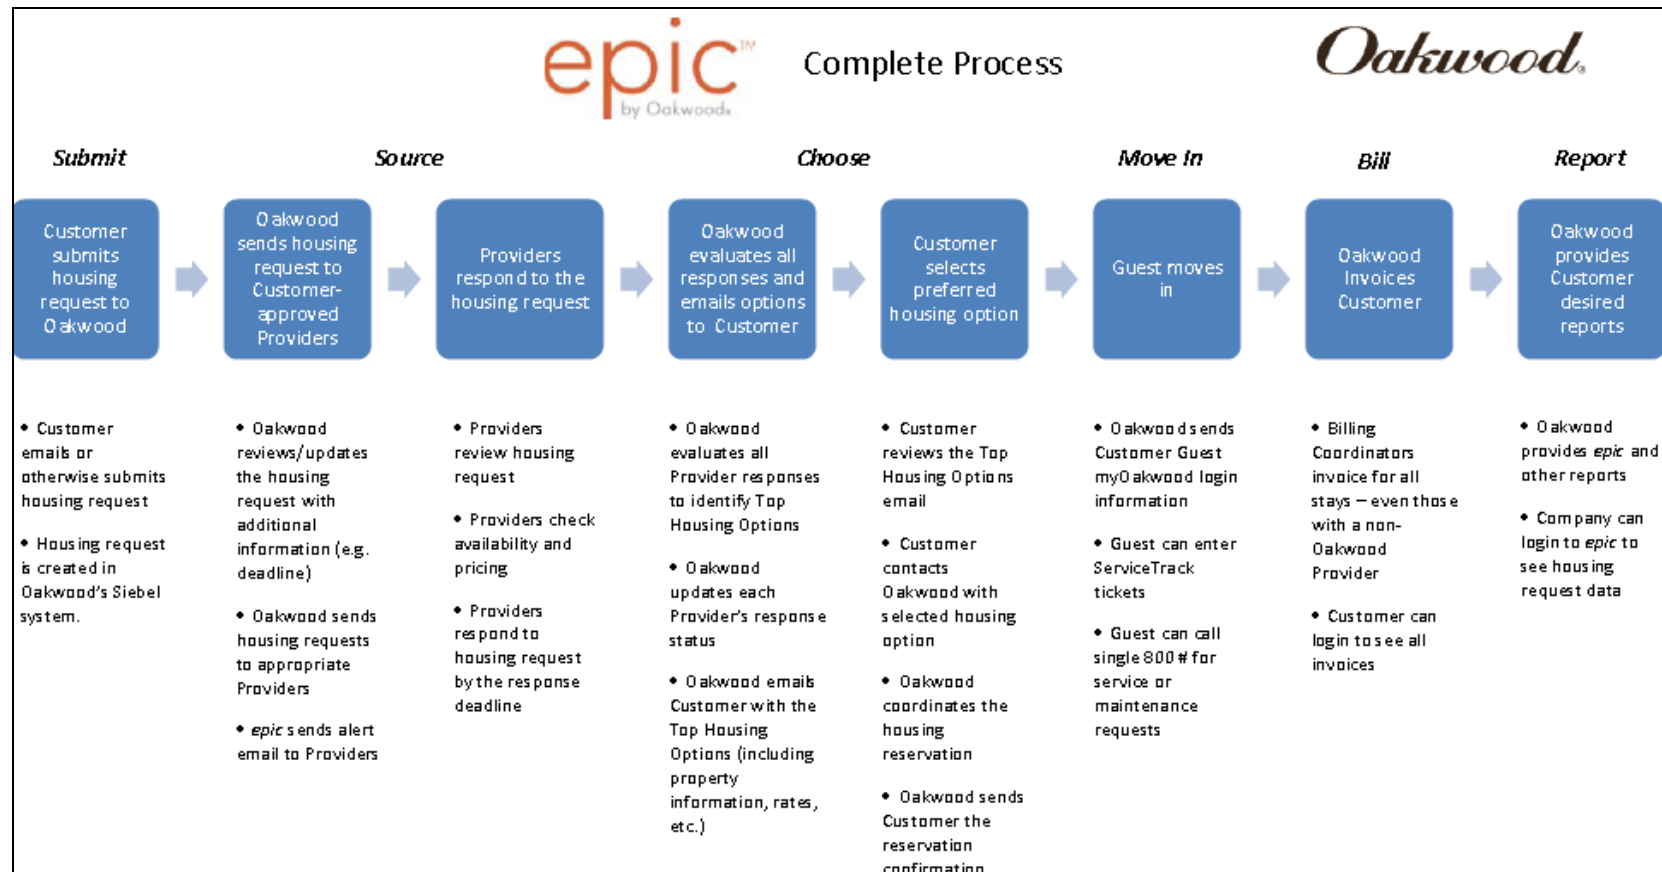 epic™
by Oakwood®
Complete Process
Oakwood®
Submit
Source
Choose
Move In
Bill
Report
Customer
submits
housing
request to
Oakwood
Oakwood
sends housing
request to
Customer-
approved
Providers
Providers
respond to the
housing request
Oakwood
evaluates all
responses and
emails options
to Customer
Customer
selects
preferred
housing option
Guest moves
in
Oakwood
Invoices
Customer
Oakwood
provides
Customer
desired
reports
• Customer
emails or
otherwise submits
housing request
• Housing request
is created in
Oakwood's Siebel
system.
• Oakwood
reviews/updates
the housing
request with
additional
information (e.g.
deadline)
• Oakwood sends
housing requests
to appropriate
Providers
• epic sends alert
email to Providers
• Providers
review housing
request
• Providers check
availability and
pricing
• Providers
respond to
housing request
by the response
deadline
• Oakwood
evaluates all
Provider responses
to identify Top
Housing Options
• Oakwood
updates each
Provider's response
status
• Oakwood emails
Customer with the
Top Housing
Options (including
property
information, rates,
etc.)
• Customer
reviews the Top
Housing Options
email
• Customer
contacts
Oakwood with
selected housing
option
• Oakwood
coordinates the
housing
reservation
• Oakwood sends
Customer the
reservation
confirmation
• Oakwood sends
Customer Guest
myOakwood login
information
• Guest can enter
ServiceTrack
tickets
• Guest can call
single 800 # for
service or
maintenance
requests
• Billing
Coordinators
invoice for all
stays – even those
with a non-
Oakwood
Provider
• Customer can
login to see all
invoices
• Oakwood
provides epic and
other reports
• Company can
login to epic to
see housing
request data